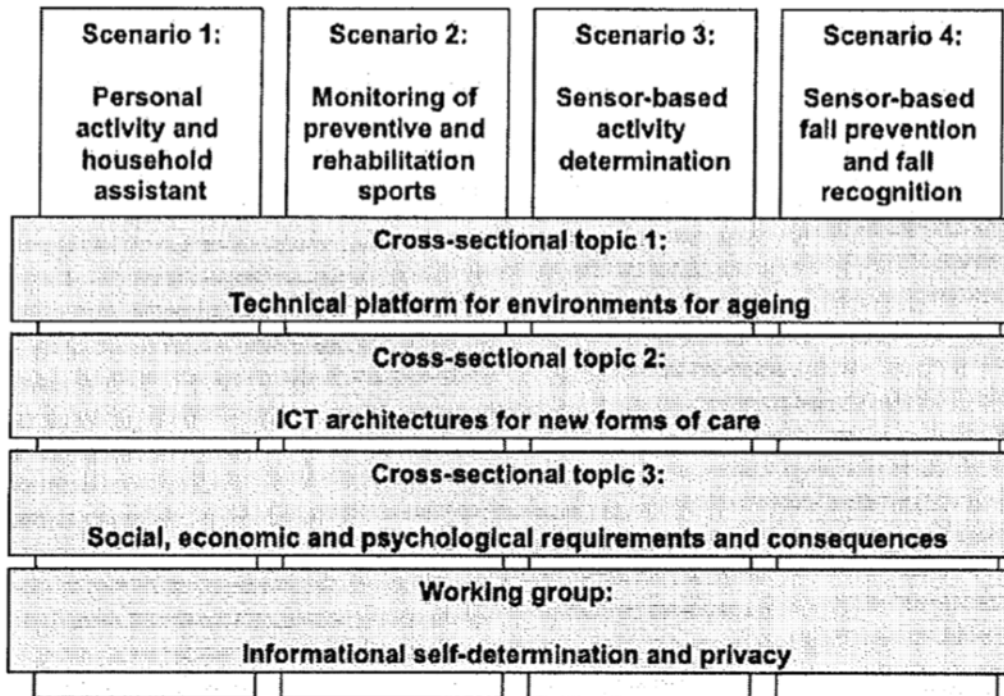 Scenario 1:
Personal
activity and
household
assistant
Scenario 2:
Monitoring of
preventive and
rehabilitation
sports
Scenario 3:
Sensor-based
activity
determination
Scenario 4:
Sensor-based
fall prevention
and fall
recognition
Cross-sectional topic 1:
Technical platform for environments for ageing
Cross-sectional topic 2:
ICT architectures for new forms of care
Cross-sectional topic 3:
Social, economic and psychological requirements and consequences
Working group:
Informational self-determination and privacy